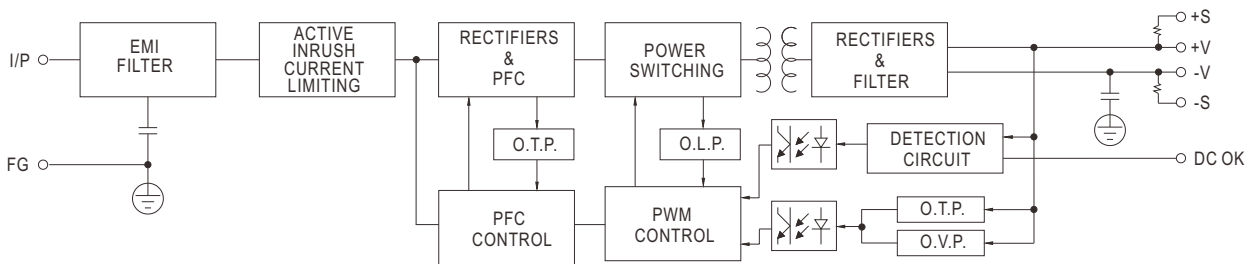 I/P
EMI
FILTER
ACTIVE
INRUSH
CURRENT
LIMITING
RECTIFIERS
&
PFC
POWER
SWITCHING
RECTIFIERS
&
FILTER
+S
+V
-V
-S
O.T.P.
O.L.P.
DETECTION
CIRCUIT
DC OK
FG
PFC
CONTROL
PWM
CONTROL
O.T.P.
O.V.P.